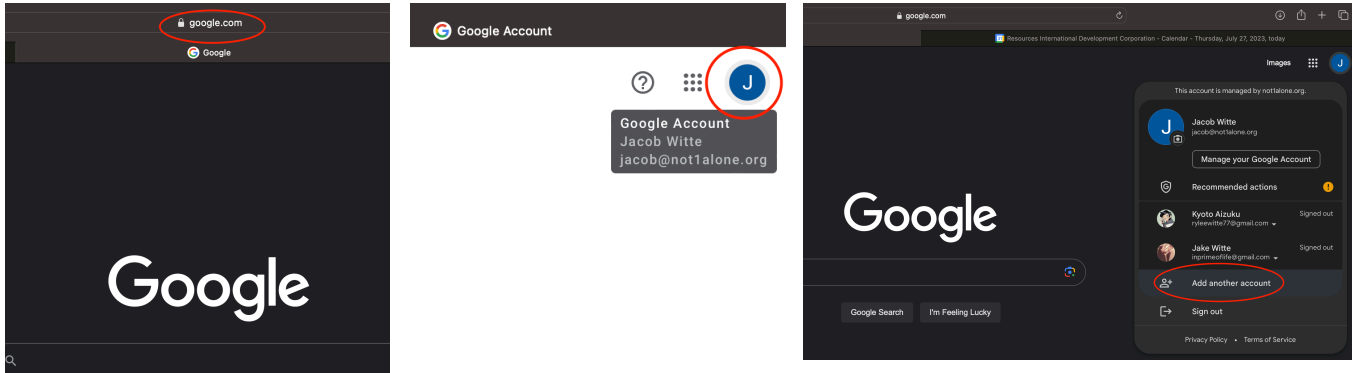 google.com
Google
Google
Google Account
J
Google Account
Jacob Witte
jacob@not1alone.org
google.com
Resources International Development Corporation - Calendar - Thursday, July 27, 2023, today
Images
J
This account is managed by not1alone.org.
J
Jacob Witte
jacob@not1alone.org
Manage your Google Account
Recommended actions
!
Kyoto Aizuku
Signed out
ryleewitte77@gmail.com
Jake Witte
Signed out
inprimeoflife@gmail.com
Add another account
Sign out
Privacy Policy • Terms of Service
Google
Google Search
I'm Feeling Lucky